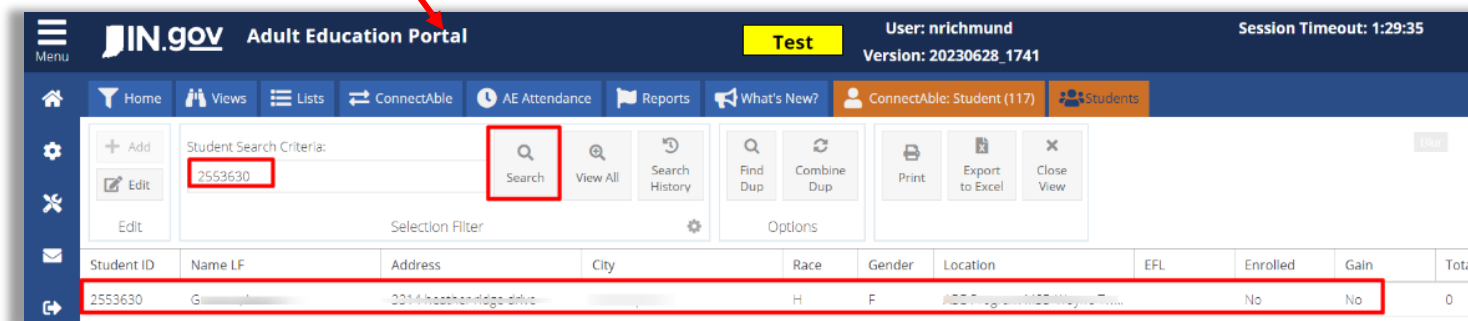 IN.gov Adult Education Portal Test User: nrichmund Session Timeout: 1:29:35
Menu Version: 20230628_1741
Home Views Lists ConnectAble AE Attendance Reports What's New? ConnectAble: Student (117) Students
Add Student Search Criteria: Blur
2553630 Search View All Search History Find Dup Combine Dup Print Export to Excel Close View
Edit
Edit Selection Filter Options
Student ID Name LF Address City Race Gender Location EFL Enrolled Gain Tota
2553630 G H F No No 0